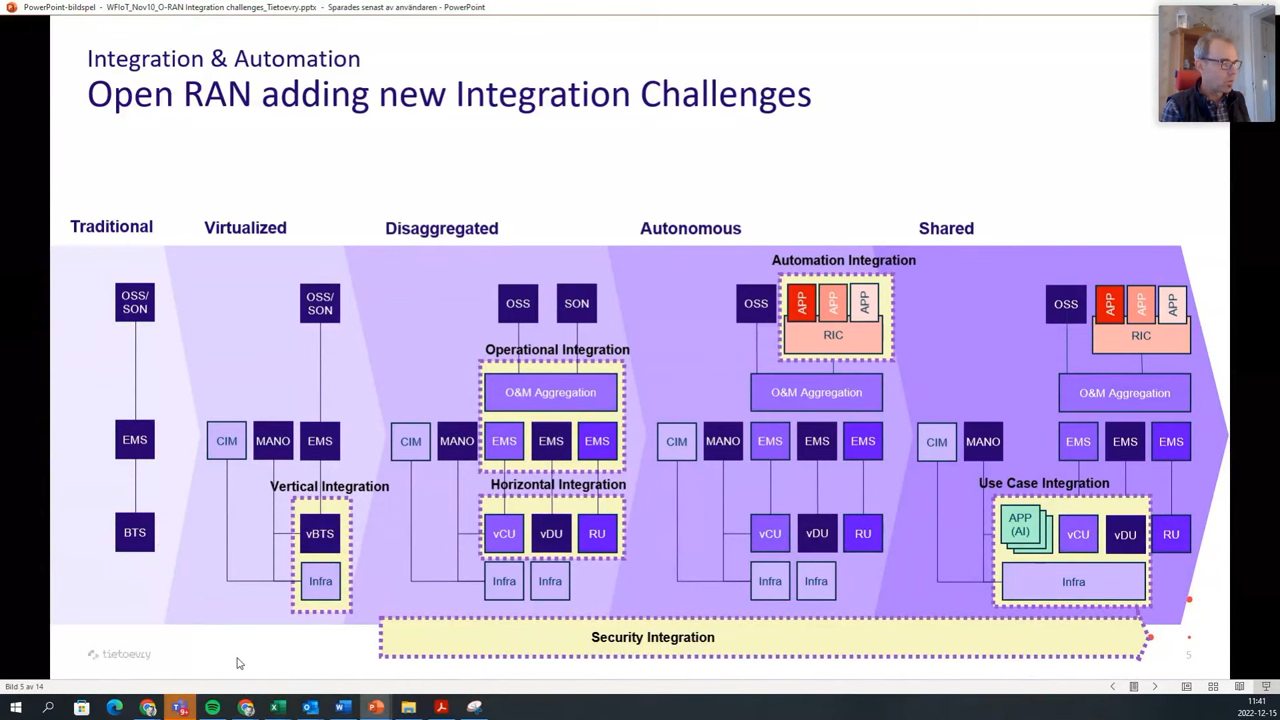 PowerPoint-bildspel - WFIoT_Nov10_O-RAN Integration challenges_Tietoevry.pptx - Sparades senast av användaren - PowerPoint
Integration & Automation
Open RAN adding new Integration Challenges
Traditional
Virtualized
Disaggregated
Autonomous
Shared
OSS/
SON
EMS
BTS
OSS/
SON
CIM
MANO
EMS
Vertical Integration
vBTS
Infra
OSS
SON
Operational Integration
O&M Aggregation
CIM
MANO
EMS
EMS
EMS
Horizontal Integration
vCU
vDU
RU
Infra
Infra
Automation Integration
OSS
APP
APP
APP
RIC
O&M Aggregation
CIM
MANO
EMS
EMS
EMS
vCU
vDU
RU
Infra
Infra
OSS
APP
APP
APP
RIC
O&M Aggregation
CIM
MANO
EMS
EMS
EMS
Use Case Integration
APP
(AI)
vCU
vDU
RU
Infra
Security Integration
tietoevry
5
Bild 5 av 14
11:41
2022-12-15